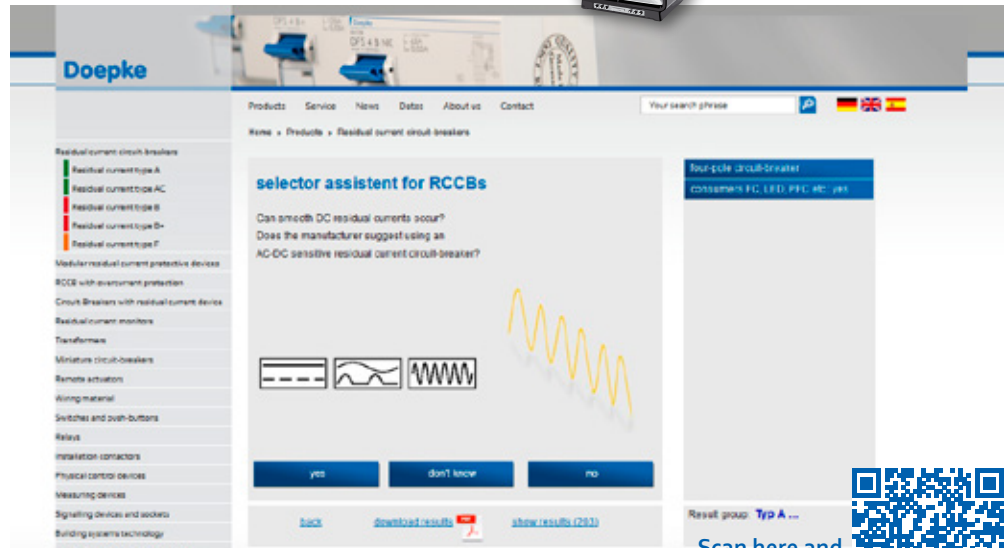 Doepke
DFS 4 B NK
Products Service News Dates About us Contact
Your search phrase
Home » Products » Residual current circuit-breakers
Residual current circuit-breakers
Residual current type A
Residual current type AC
Residual current type B
Residual current type B+
Residual current type F
Modular residual current protective devices
RCCB with overcurrent protection
Circuit-Breakers with residual current device
Residual current monitors
Transformers
Miniature circuit-breakers
Remote actuators
Wiring material
Switches and push-buttons
Relays
Installation contactors
Physical control devices
Measuring devices
Signalling devices and sockets
Building systems technology
selector assistent for RCCBs
Can smooth DC residual currents occur?
Does the manufacturer suggest using an
AC-DC sensitive residual current circuit-breaker?
yes
don't know
no
back
download results
show results (293)
four-pole circuit-breaker
consumers FC, LED, PFC etc.: yes
Result group: Typ A ...
Scan here and